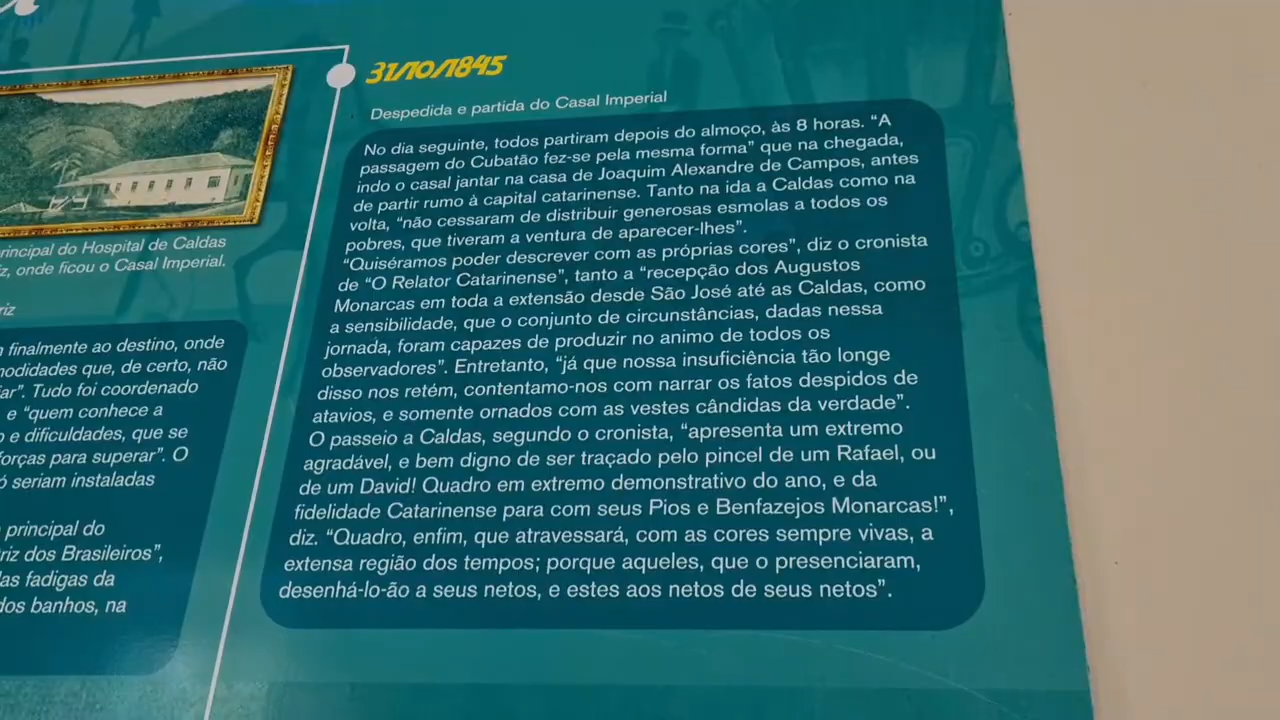 31/10/1845
Despedida e partida do Casal Imperial
No dia seguinte, todos partiram depois do almoço, às 8 horas. “A
passagem do Cubatão fez-se pela mesma forma” que na chegada,
indo o casal jantar na casa de Joaquim Alexandre de Campos, antes
de partir rumo à capital catarinense. Tanto na ida a Caldas como na
volta, “não cessaram de distribuir generosas esmolas a todos os
pobres, que tiveram a ventura de aparecer-lhes”.
“Quiséramos poder descrever com as próprias cores”, diz o cronista
de “O Relator Catarinense”, tanto a “recepção dos Augustos
Monarcas em toda a extensão desde São José até as Caldas, como
a sensibilidade, que o conjunto de circunstâncias, dadas nessa
jornada, foram capazes de produzir no animo de todos os
observadores”. Entretanto, “já que nossa insuficiência tão longe
disso nos retém, contentamo-nos com narrar os fatos despidos de
atavios, e somente ornados com as vestes cândidas da verdade”.
O passeio a Caldas, segundo o cronista, “apresenta um extremo
agradável, e bem digno de ser traçado pelo pincel de um Rafael, ou
de um David! Quadro em extremo demonstrativo do ano, e da
fidelidade Catarinense para com seus Pios e Benfazejos Monarcas!”,
diz. “Quadro, enfim, que atravessará, com as cores sempre vivas, a
extensa região dos tempos; porque aqueles, que o presenciaram,
desenhá-lo-ão a seus netos, e estes aos netos de seus netos”.
principal do Hospital de Caldas
iz, onde ficou o Casal Imperial.
riz
finalmente ao destino, onde
modidades que, de certo, não
ar”. Tudo foi coordenado
e “quem conhece a
o e dificuldades, que se
forças para superar”. O
ó seriam instaladas
principal do
triz dos Brasileiros”,
las fadigas da
dos banhos, na